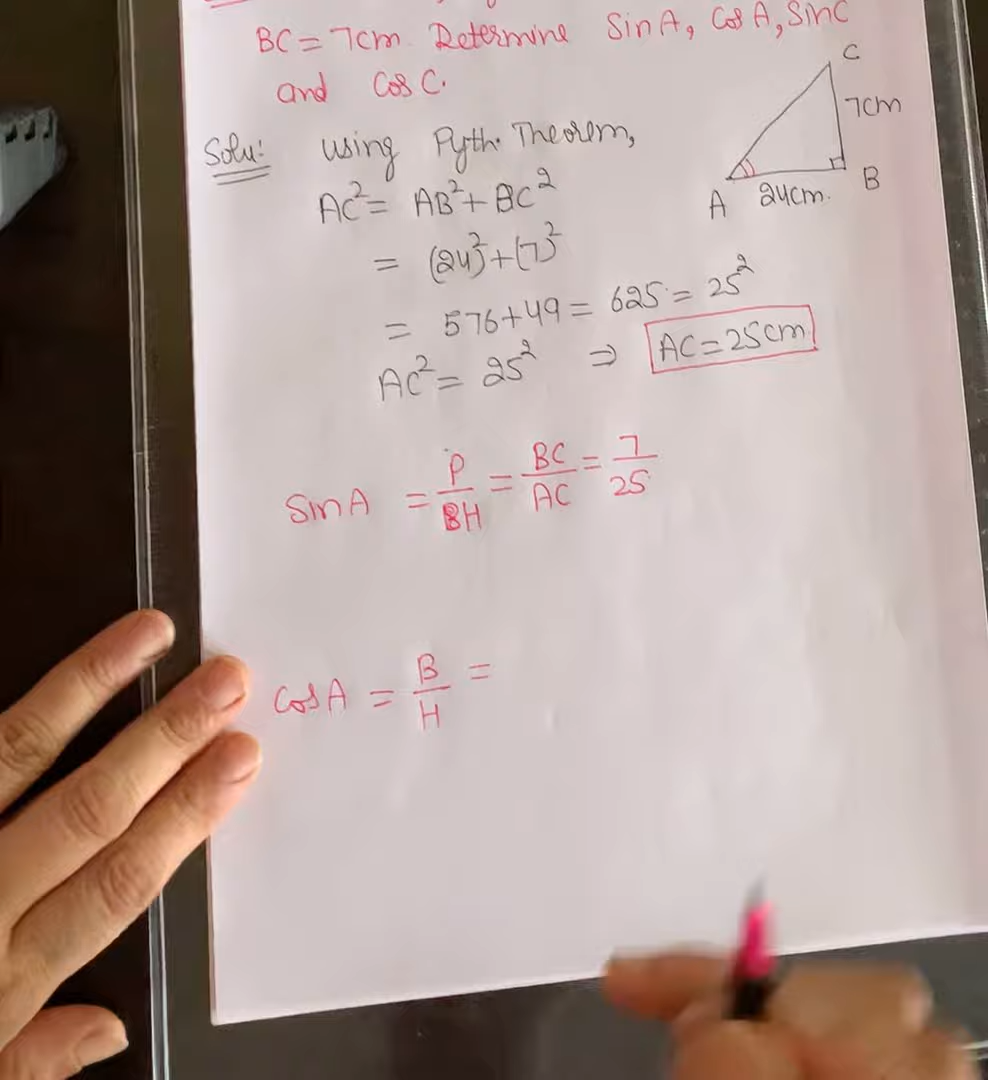 BC = 7cm. Determine Sin A, Cos A, Sin C
and Cos C.
C
7cm
B
A
24cm.
Solu:
using Pyth. Theorem,
AC² = AB² + BC²
= (24)² + (7)²
= 576 + 49 = 625 = 25²
AC² = 25² ⇒ AC = 25cm
Sin A = P/H = BC/AC = 7/25
Cos A = B/H =